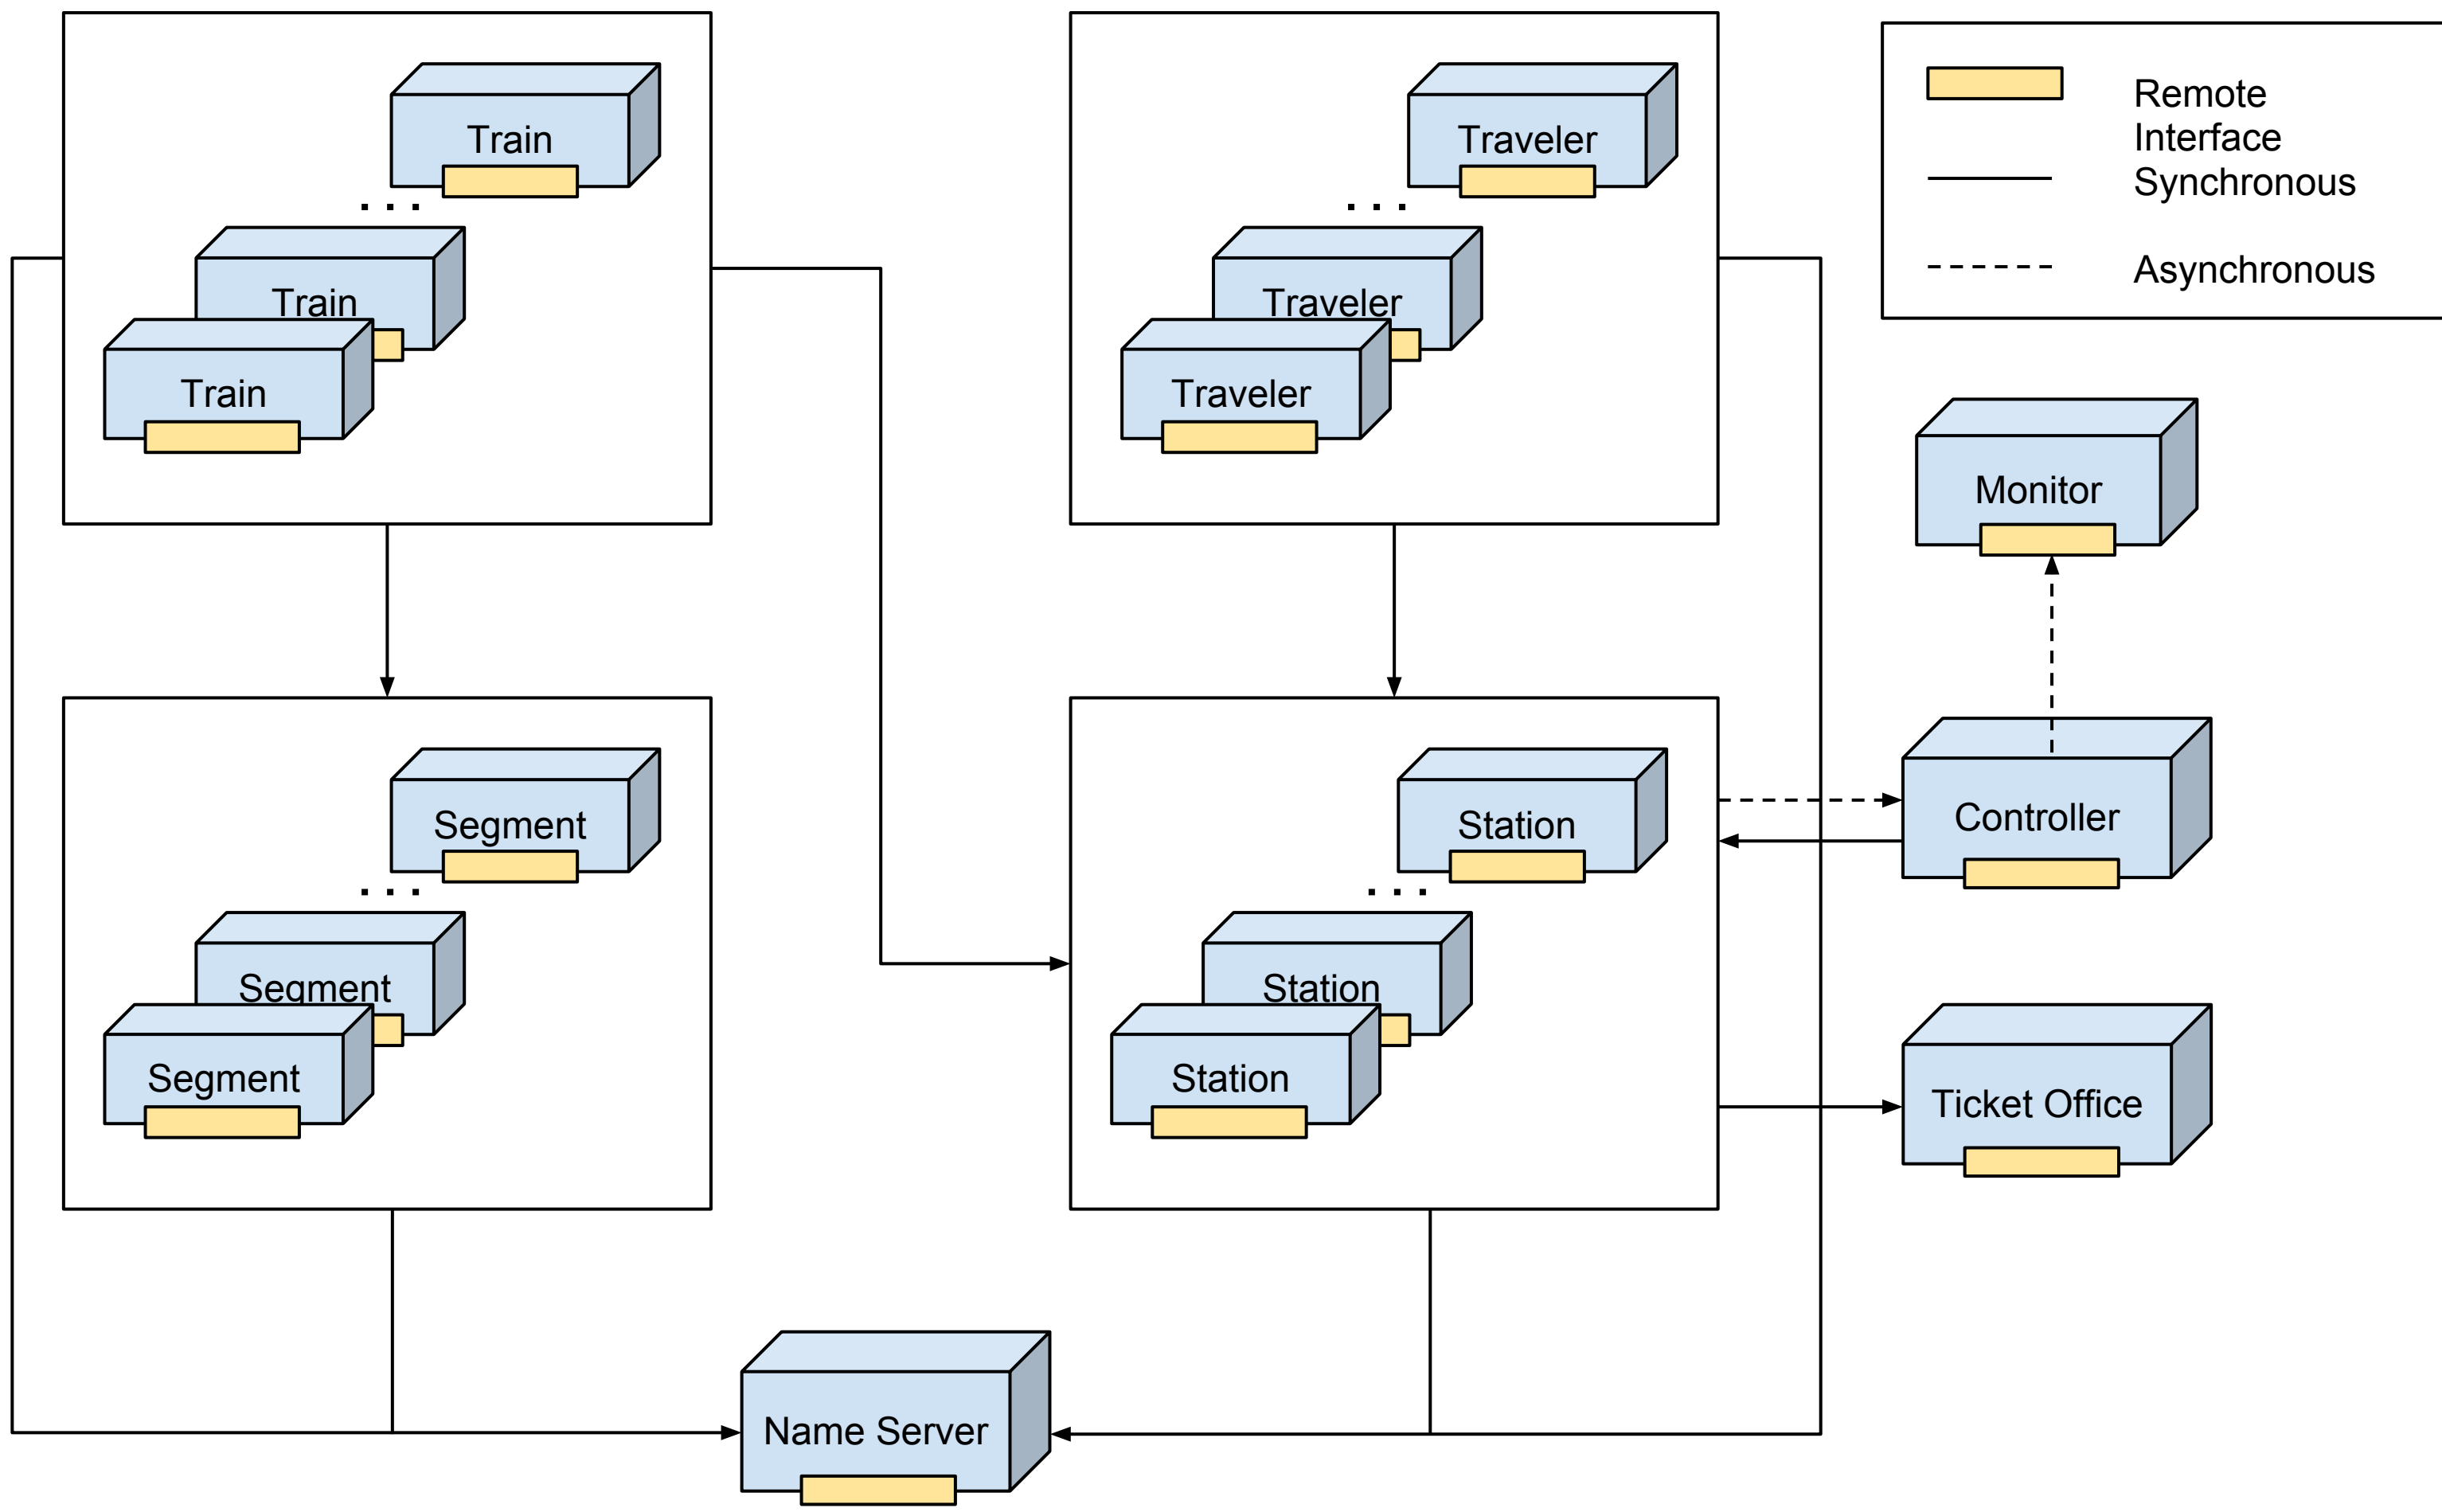 Train
. . .
Train
Train
Traveler
. . .
Traveler
Traveler
Remote
Interface
Synchronous
Asynchronous
Monitor
Segment
. . .
Segment
Segment
Station
. . .
Station
Station
Controller
Ticket Office
Name Server